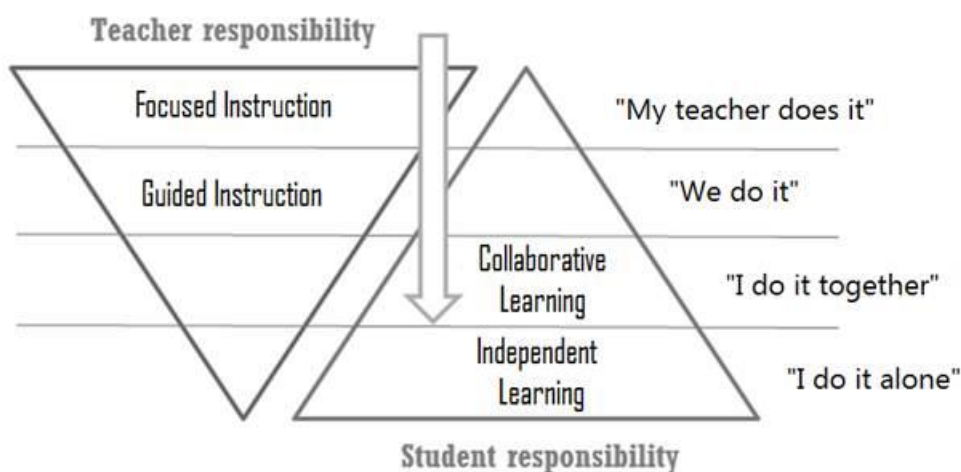 Teacher responsibility
Focused Instruction
"My teacher does it"
Guided Instruction
"We do it"
Collaborative
Learning
"I do it together"
Independent
Learning
"I do it alone"
Student responsibility